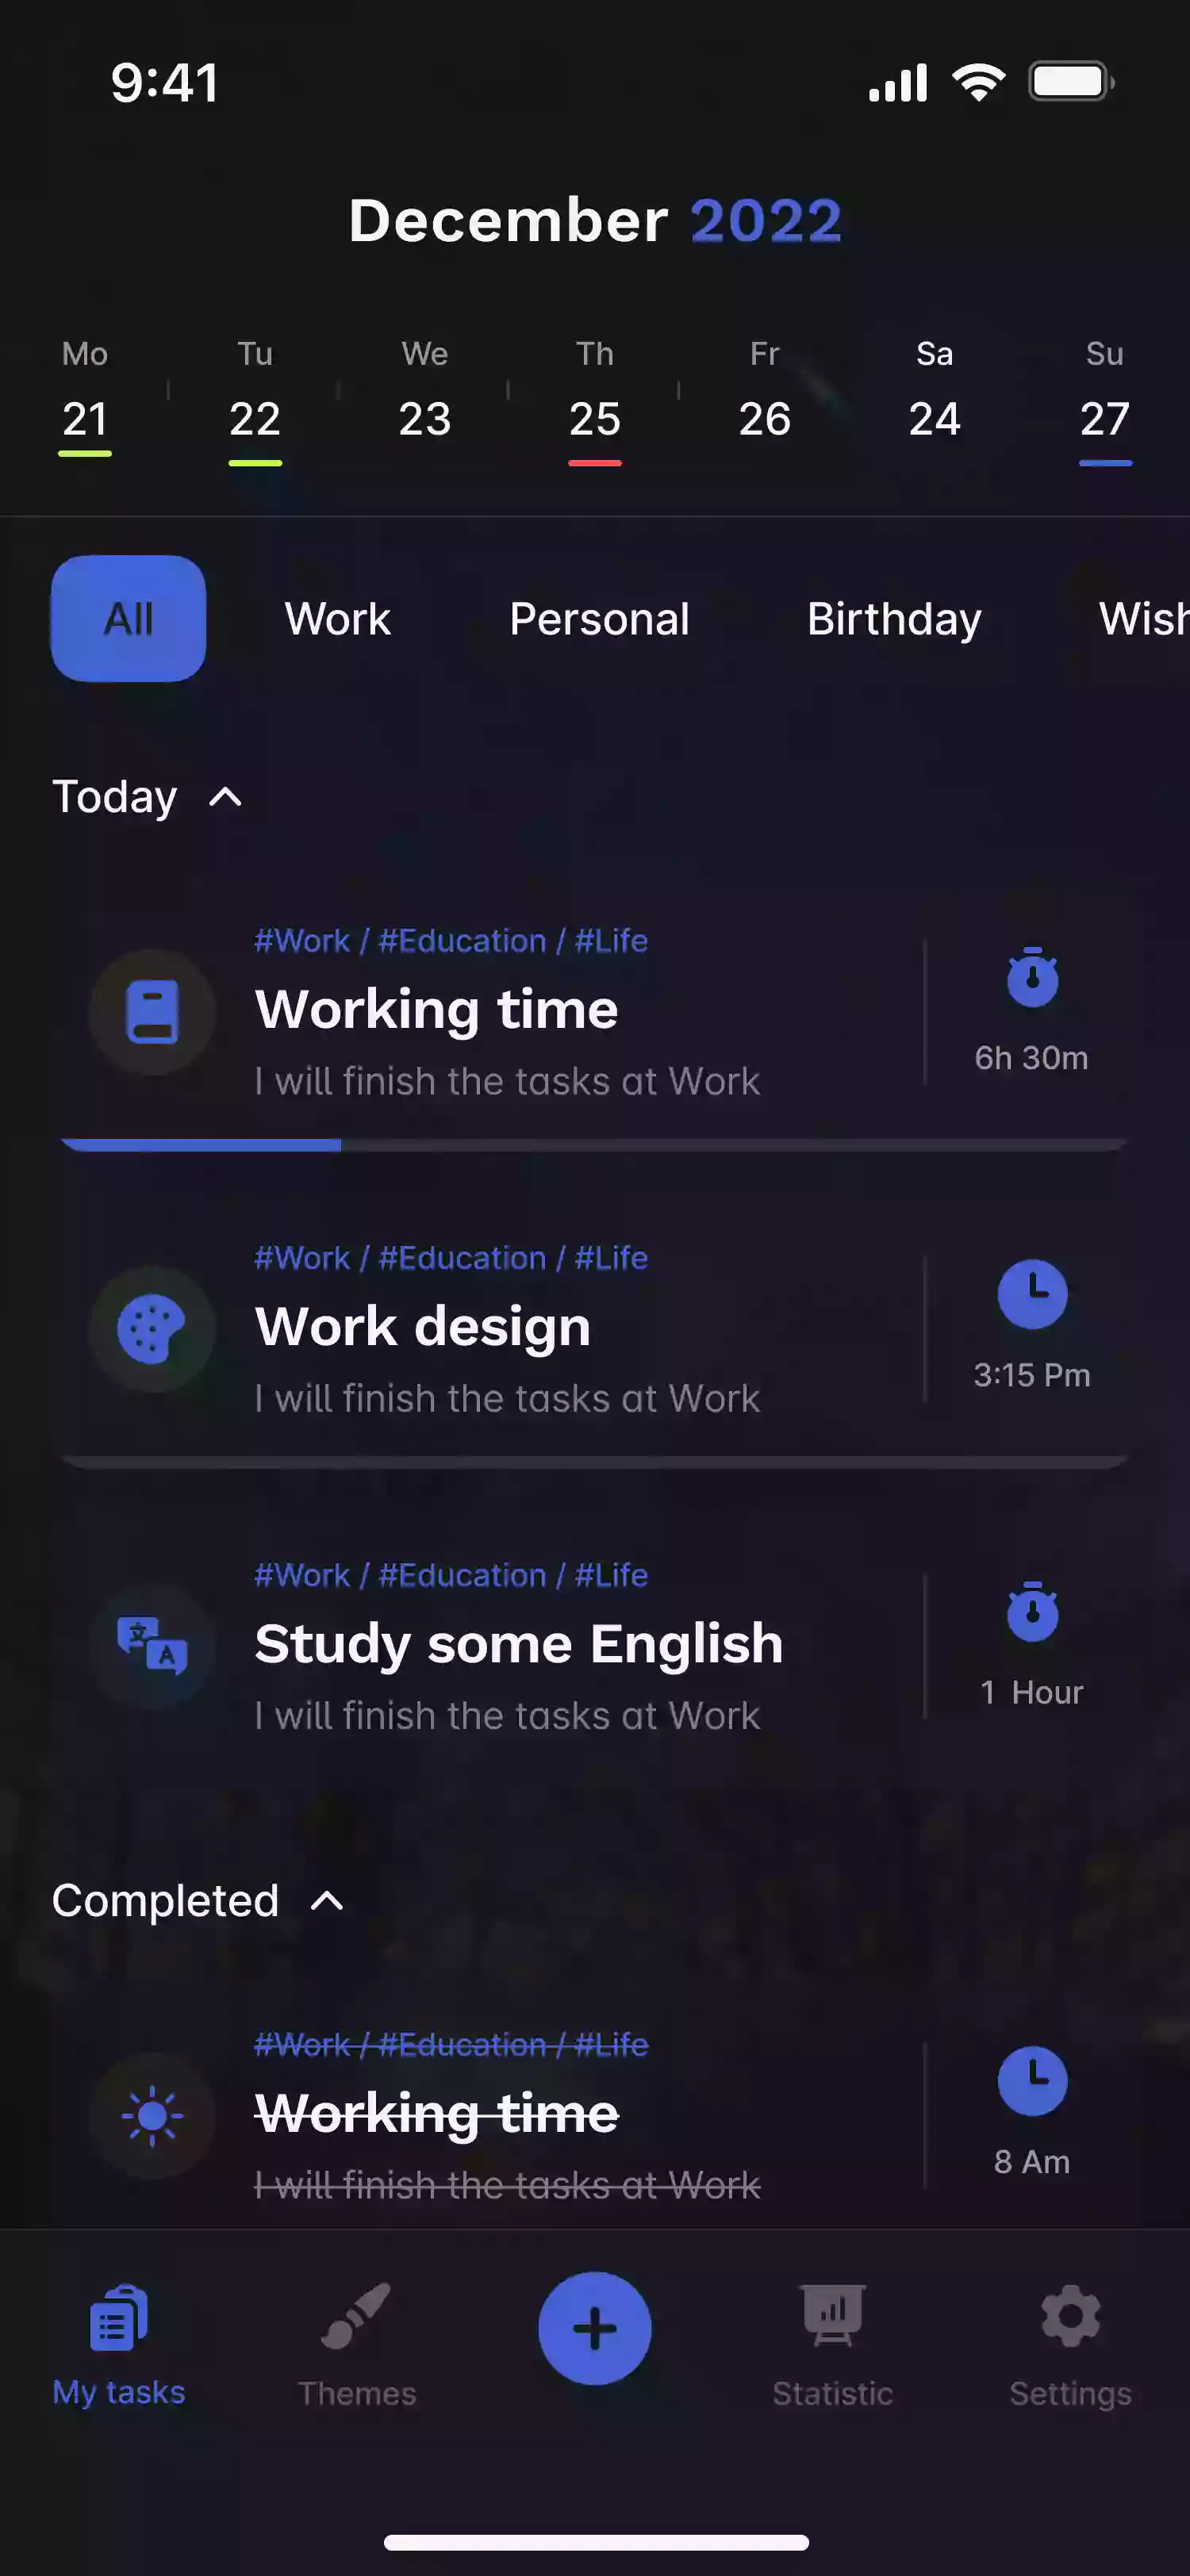 9:41
December 2022
Mo Tu We Th Fr Sa Su
21 22 23 25 26 24 27
All Work Personal Birthday Wish
Today
#Work / #Education / #Life
Working time
I will finish the tasks at Work
6h 30m
#Work / #Education / #Life
Work design
I will finish the tasks at Work
3:15 Pm
#Work / #Education / #Life
Study some English
I will finish the tasks at Work
1 Hour
Completed
#Work / #Education / #Life
Working time
I will finish the tasks at Work
8 Am
My tasks Themes Statistic Settings